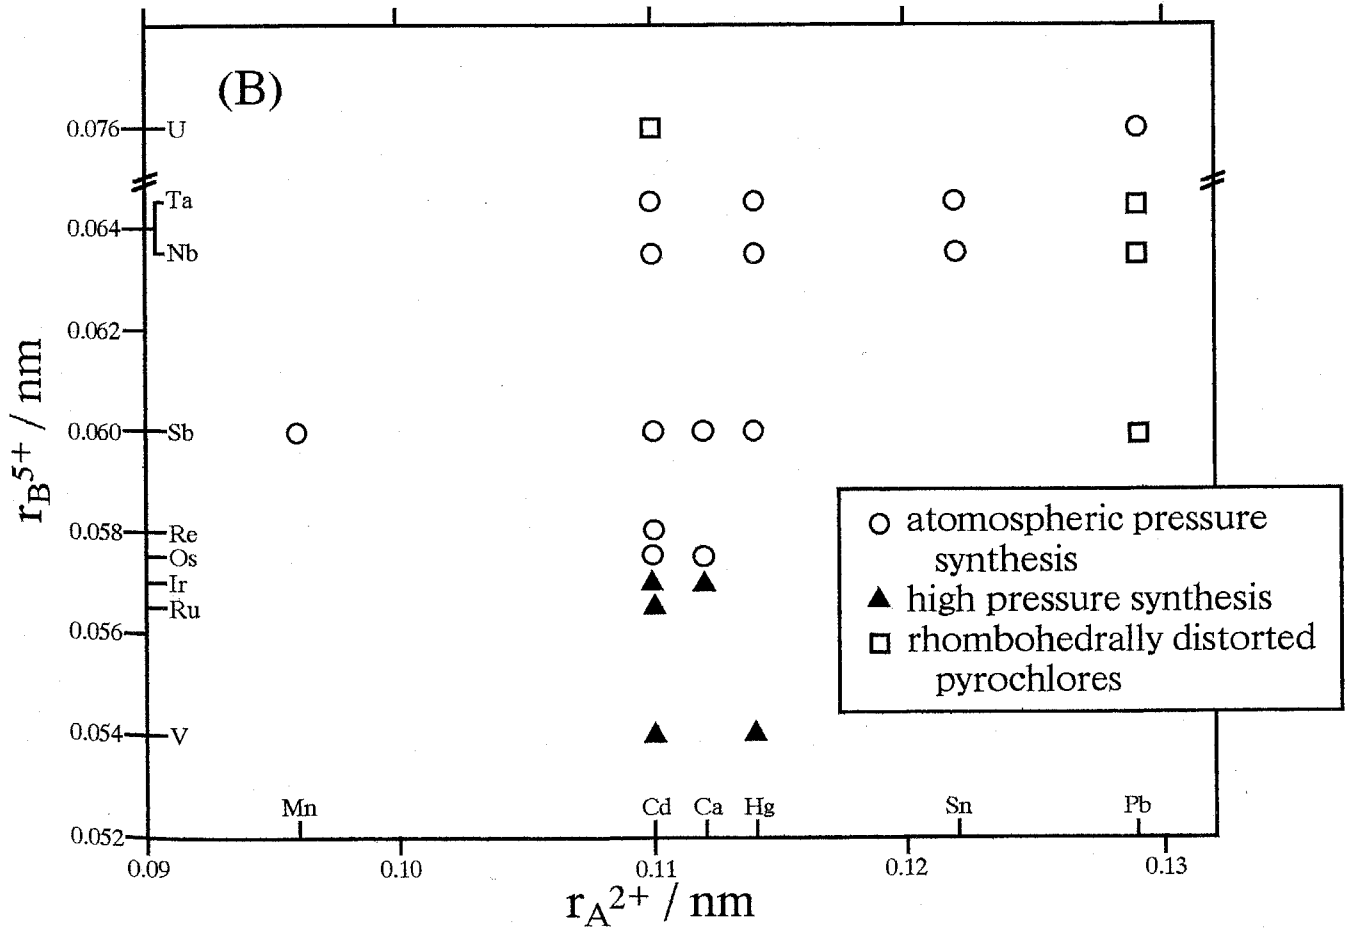 (B)
0.076 U
Ta
0.064
Nb
0.062
0.060 Sb
0.058 Re
Os
Ir
Ru
0.056
0.054 V
0.052
rB5+ / nm
atomospheric pressure
synthesis
high pressure synthesis
rhombohedrally distorted
pyrochlores
Mn Cd Ca Hg Sn Pb
0.09 0.10 0.11 0.12 0.13
rA2+ / nm